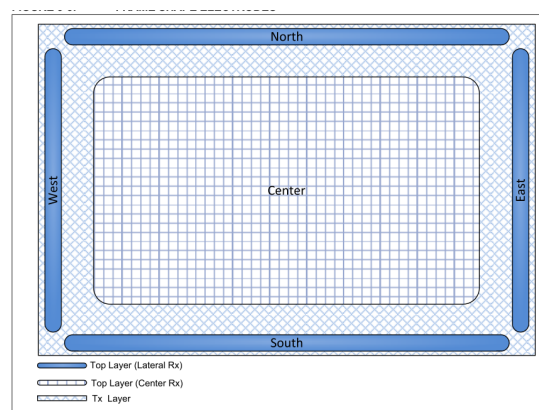 North
West
Center
East
South
Top Layer (Lateral Rx)
Top Layer (Center Rx)
Tx Layer